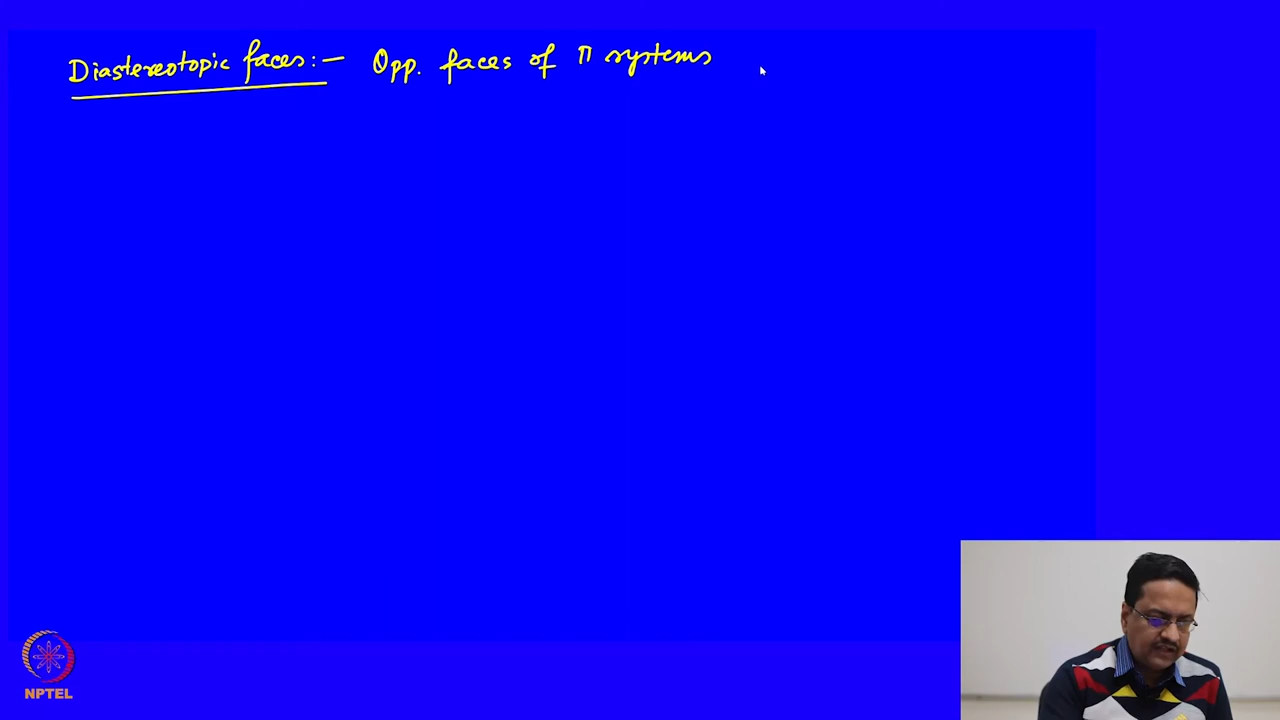 Diastereotopic faces:- Opp. faces of π systems
NPTEL